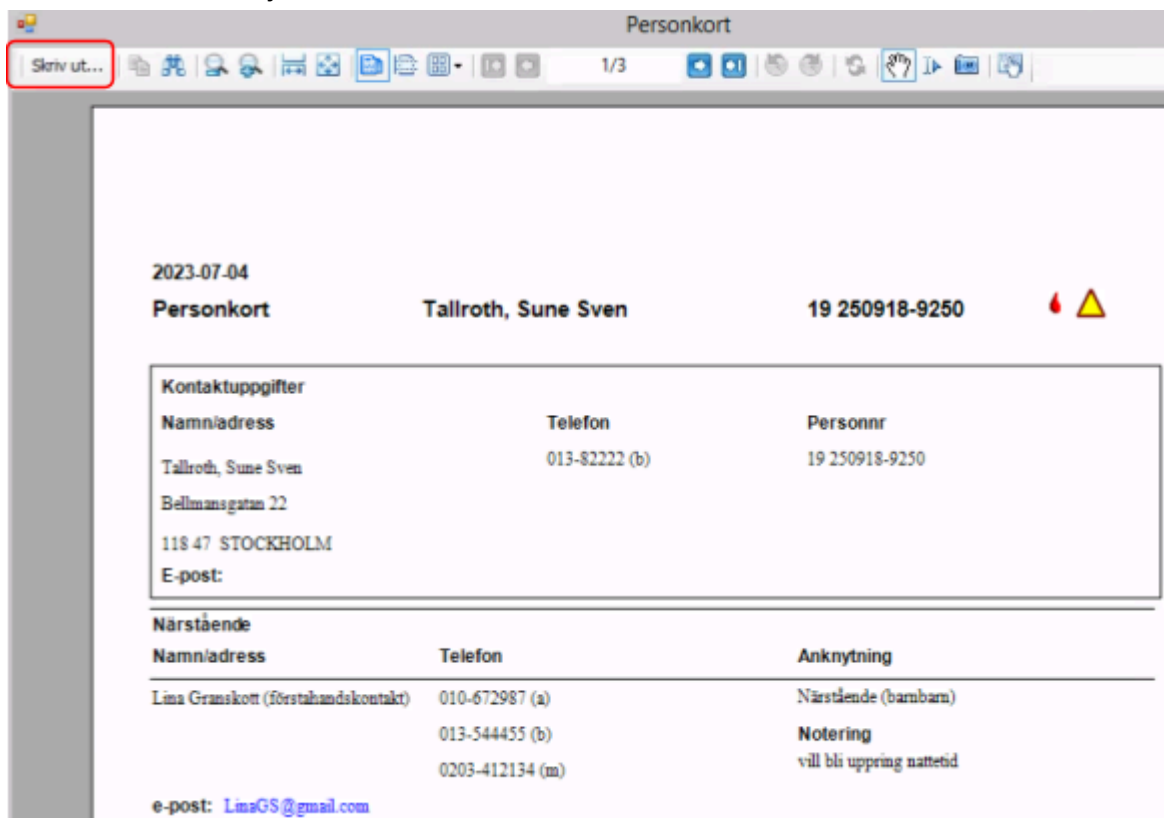 Personkort
Skriv ut...
1/3
2023-07-04
Personkort Tallroth, Sune Sven 19 250918-9250
Kontaktuppgifter
Namn/adress Telefon Personnr
Tallroth, Sune Sven 013-82222 (b) 19 250918-9250
Bellmansgatan 22
118 47 STOCKHOLM
E-post:
Närstående
Namn/adress Telefon Anknytning
Lina Granskott (förstahandskontakt) 010-672987 (a) Närstående (barnbarn)
013-544455 (b) Notering
0203-412134 (m) vill bli uppring nattetid
e-post: LinaGS@gmail.com